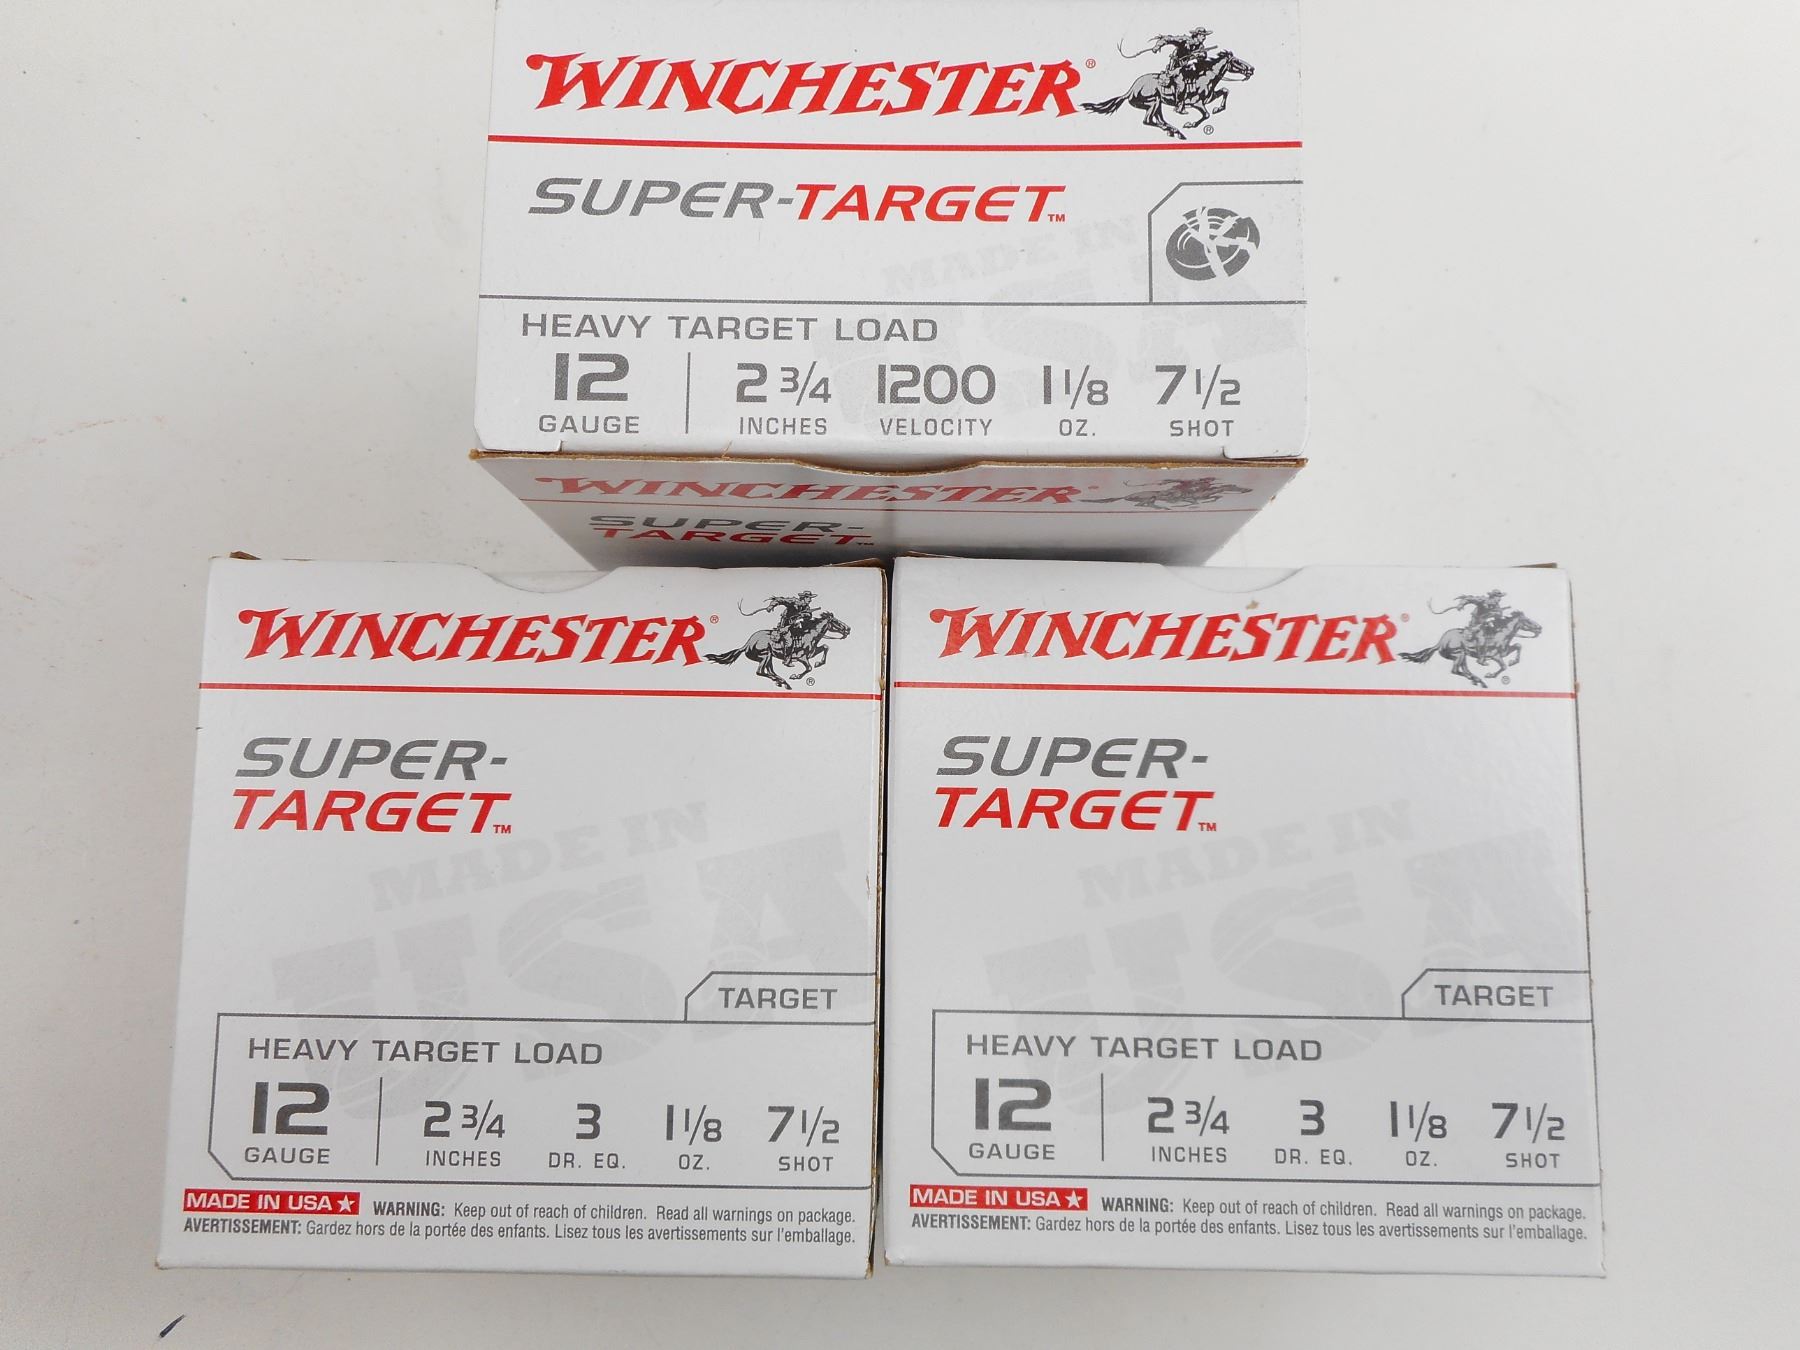 WINCHESTER®
®
SUPER-TARGET™
MADE IN
USA
HEAVY TARGET LOAD
12 2 3/4 1200 1 1/8 7 1/2
GAUGE INCHES VELOCITY OZ. SHOT
WINCHESTER
SUPER-
TARGET™
WINCHESTER®
®
SUPER-
TARGET™
MADE IN
USA
TARGET
HEAVY TARGET LOAD
12 2 3/4 3 1 1/8 7 1/2
GAUGE INCHES DR. EQ. OZ. SHOT
MADE IN USA★ WARNING: Keep out of reach of children. Read all warnings on package.
AVERTISSEMENT: Gardez hors de la portée des enfants. Lisez tous les avertissements sur l'emballage.
WINCHESTER®
®
SUPER-
TARGET™
MADE IN
USA
TARGET
HEAVY TARGET LOAD
12 2 3/4 3 1 1/8 7 1/2
GAUGE INCHES DR. EQ. OZ. SHOT
MADE IN USA★ WARNING: Keep out of reach of children. Read all warnings on package.
AVERTISSEMENT: Gardez hors de la portée des enfants. Lisez tous les avertissements sur l'emballage.